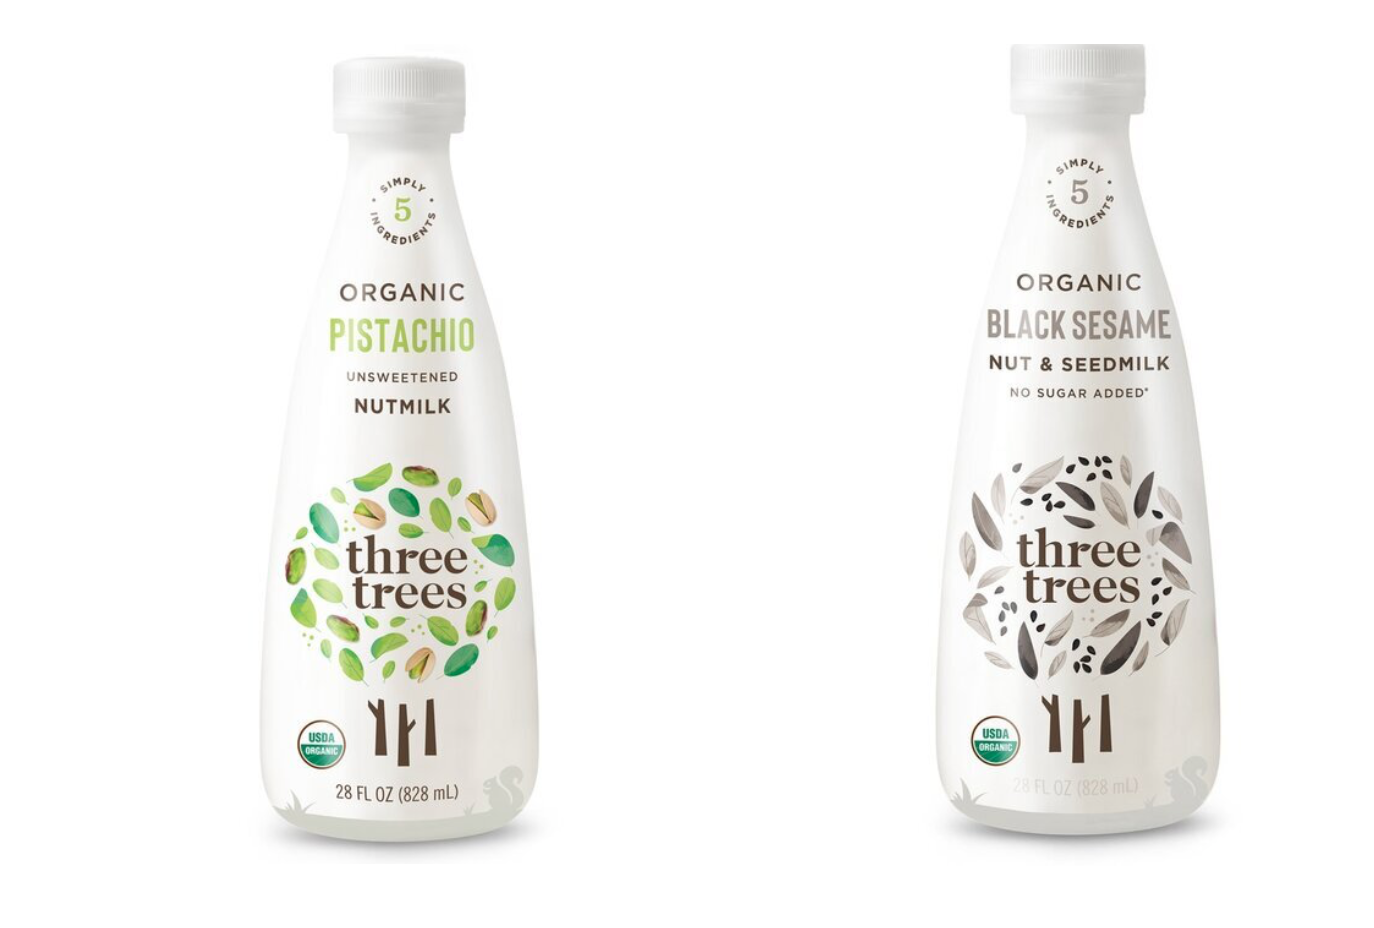 SIMPLY
5
INGREDIENTS
ORGANIC
PISTACHIO
UNSWEETENED
NUTMILK
three
trees
USDA
ORGANIC
28 FL OZ (828 mL)
SIMPLY
5
INGREDIENTS
ORGANIC
BLACK SESAME
NUT & SEEDMILK
NO SUGAR ADDED*
three
trees
USDA
ORGANIC
28 FL OZ (828 mL)